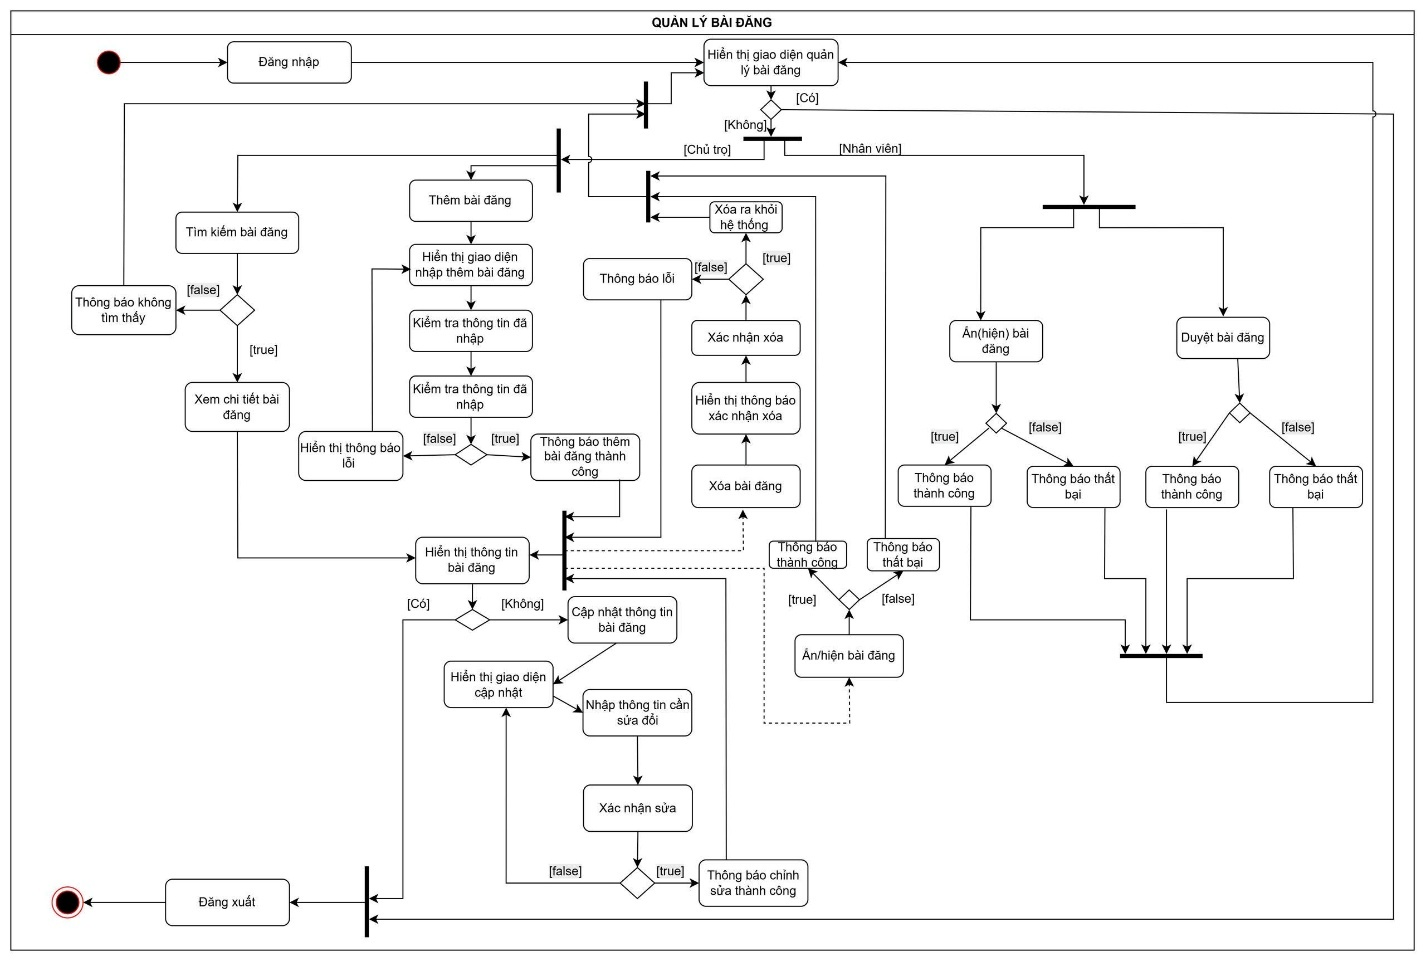 QUẢN LÝ BÀI ĐĂNG
Đăng nhập
Hiển thị giao diện quản
lý bài đăng
[Có]
[Không]
[Chủ trọ]
[Nhân viên]
Thêm bài đăng
Tìm kiếm bài đăng
Xóa ra khỏi
hệ thống
Hiển thị giao diện
nhập thêm bài đăng
[true]
[false]
Thông báo lỗi
[false]
Thông báo không
tìm thấy
Kiểm tra thông tin đã
nhập
Xác nhận xóa
Ẩn(hiện) bài
đăng
Duyệt bài đăng
[true]
Xem chi tiết bài
đăng
Kiểm tra thông tin đã
nhập
Hiển thị thông báo
xác nhận xóa
[false]
[true]
[true]
[false]
[true]
[false]
Hiển thị thông báo
lỗi
Thông báo thêm
bài đăng thành
công
Xóa bài đăng
Thông báo
thành công
Thông báo thất
bại
Thông báo
thành công
Thông báo thất
bại
Hiển thị thông tin
bài đăng
Thông báo
thành công
Thông báo
thất bại
[Có]
[Không]
[true]
[false]
Cập nhật thông tin
bài đăng
Ẩn/hiện bài đăng
Hiển thị giao diện
cập nhật
Nhập thông tin cần
sửa đổi
Xác nhận sửa
[false]
[true]
Thông báo chỉnh
sửa thành công
Đăng xuất